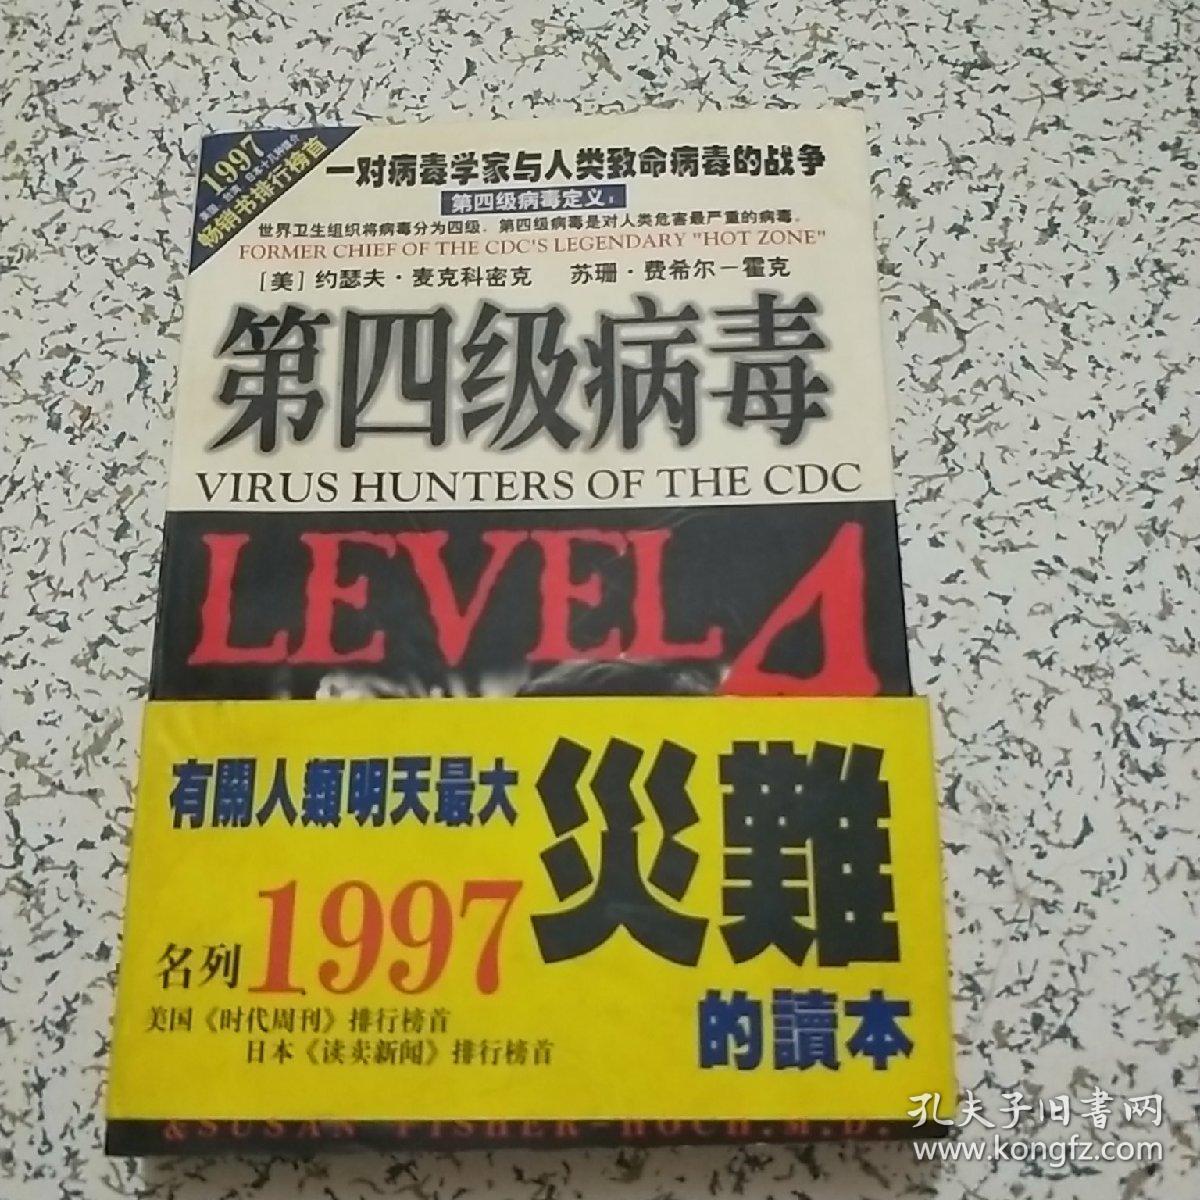 1997
畅销书排行榜首
一对病毒学家与人类致命病毒的战争
第四级病毒定义：
世界卫生组织将病毒分为四级，第四级病毒是对人类危害最严重的病毒。
FORMER CHIEF OF THE CDC'S LEGENDARY "HOT ZONE"
[美] 约瑟夫·麦克科密克 苏珊·费希尔－霍克
第四级病毒
VIRUS HUNTERS OF THE CDC
LEVEL 4
有關人類明天最大
災難
的讀本
名列1997
美国《时代周刊》排行榜首
日本《读卖新闻》排行榜首
& SUSAN FISHER-HOCH, M.D.
孔夫子旧书网
www.kongfz.com